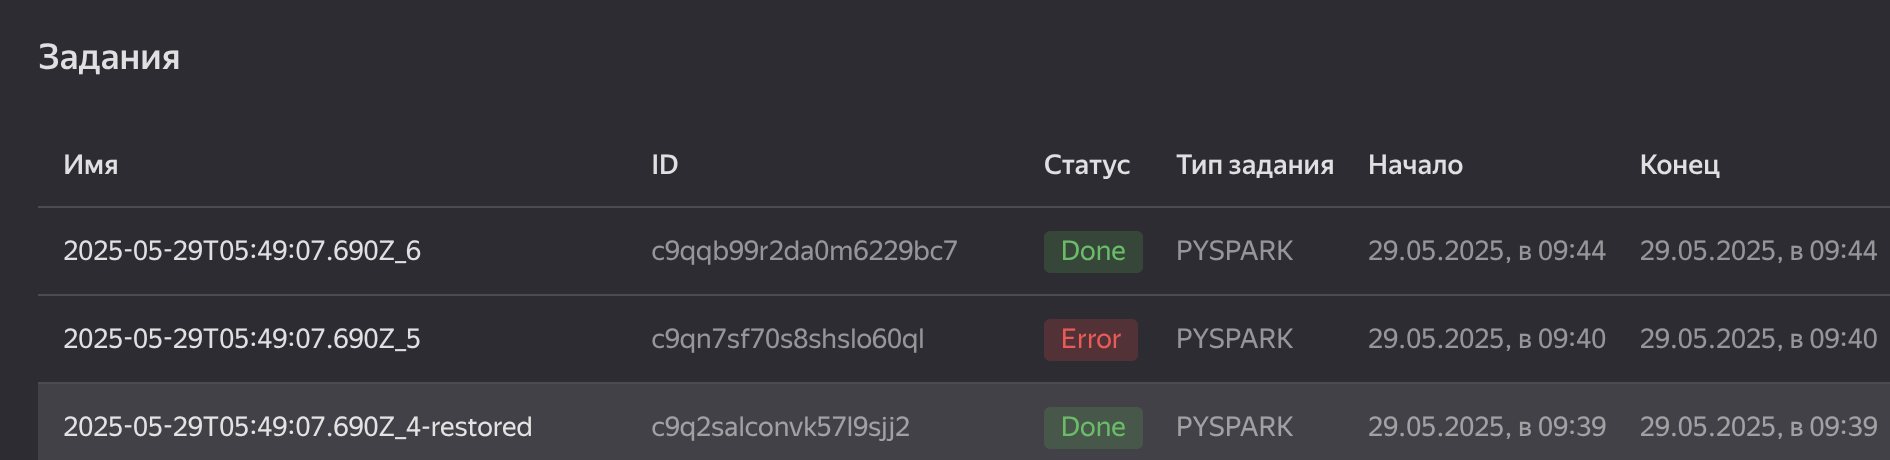 Задания
Имя ID Статус Тип задания Начало Конец
2025-05-29T05:49:07.690Z_6 c9qqb99r2da0m6229bc7 Done PYSPARK 29.05.2025, в 09:44 29.05.2025, в 09:44
2025-05-29T05:49:07.690Z_5 c9qn7sf70s8shslo60ql Error PYSPARK 29.05.2025, в 09:40 29.05.2025, в 09:40
2025-05-29T05:49:07.690Z_4-restored c9q2salconvk57l9sjj2 Done PYSPARK 29.05.2025, в 09:39 29.05.2025, в 09:39